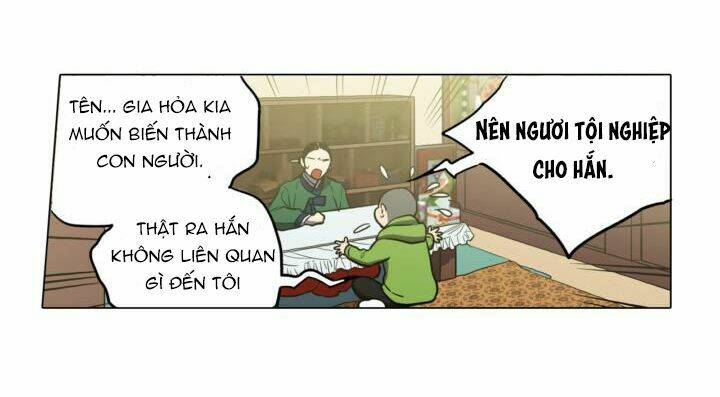 TÊN... GIA HỎA KIA
MUỐN BIẾN THÀNH
CON NGƯỜI.
THẬT RA HẮN
KHÔNG LIÊN QUAN
GÌ ĐẾN TÔI
NÊN NGƯƠI TỘI NGHIỆP
CHO HẮN.